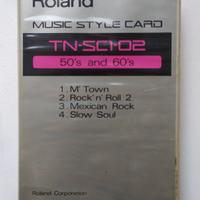 Roland
MUSIC STYLE CARD
TN-SC1-02
50's and 60's
1. M' Town
2. Rock'n' Roll 2
3. Mexican Rock
4. Slow Soul
Roland Corporation